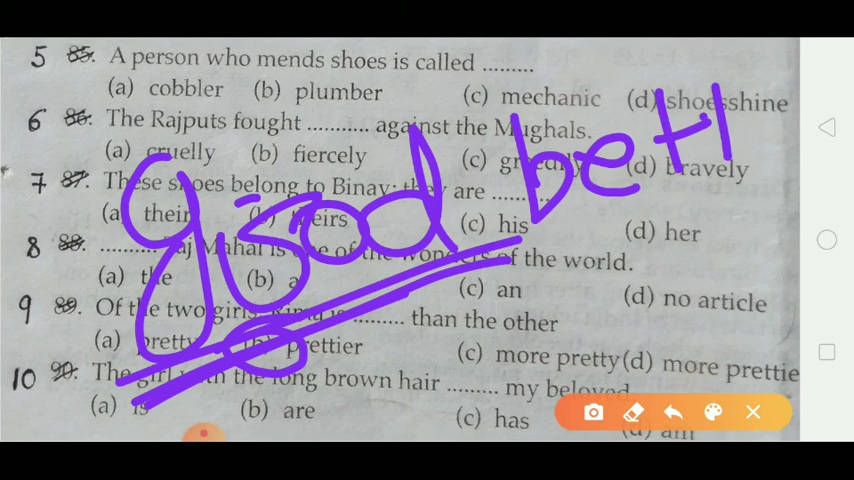 5 85. A person who mends shoes is called .........
(a) cobbler (b) plumber (c) mechanic (d) shoesshine
6 86. The Rajputs fought ........... against the Mughals.
(a) cruelly (b) fiercely (c) greedily (d) bravely
7 87. These shoes belong to Binay; they are ..........
(a) their (b) theirs (c) his (d) her
8 88. .......... Taj Mahal is one of the wonders of the world.
(a) the (b) a (c) an (d) no article
9 89. Of the two girls, is ......... than the other
(a) pretty (b) prettier (c) more pretty (d) more prettie
10 90. The girl with the long brown hair ......... my beloved
(a) is (b) are (c) has (d) am
good